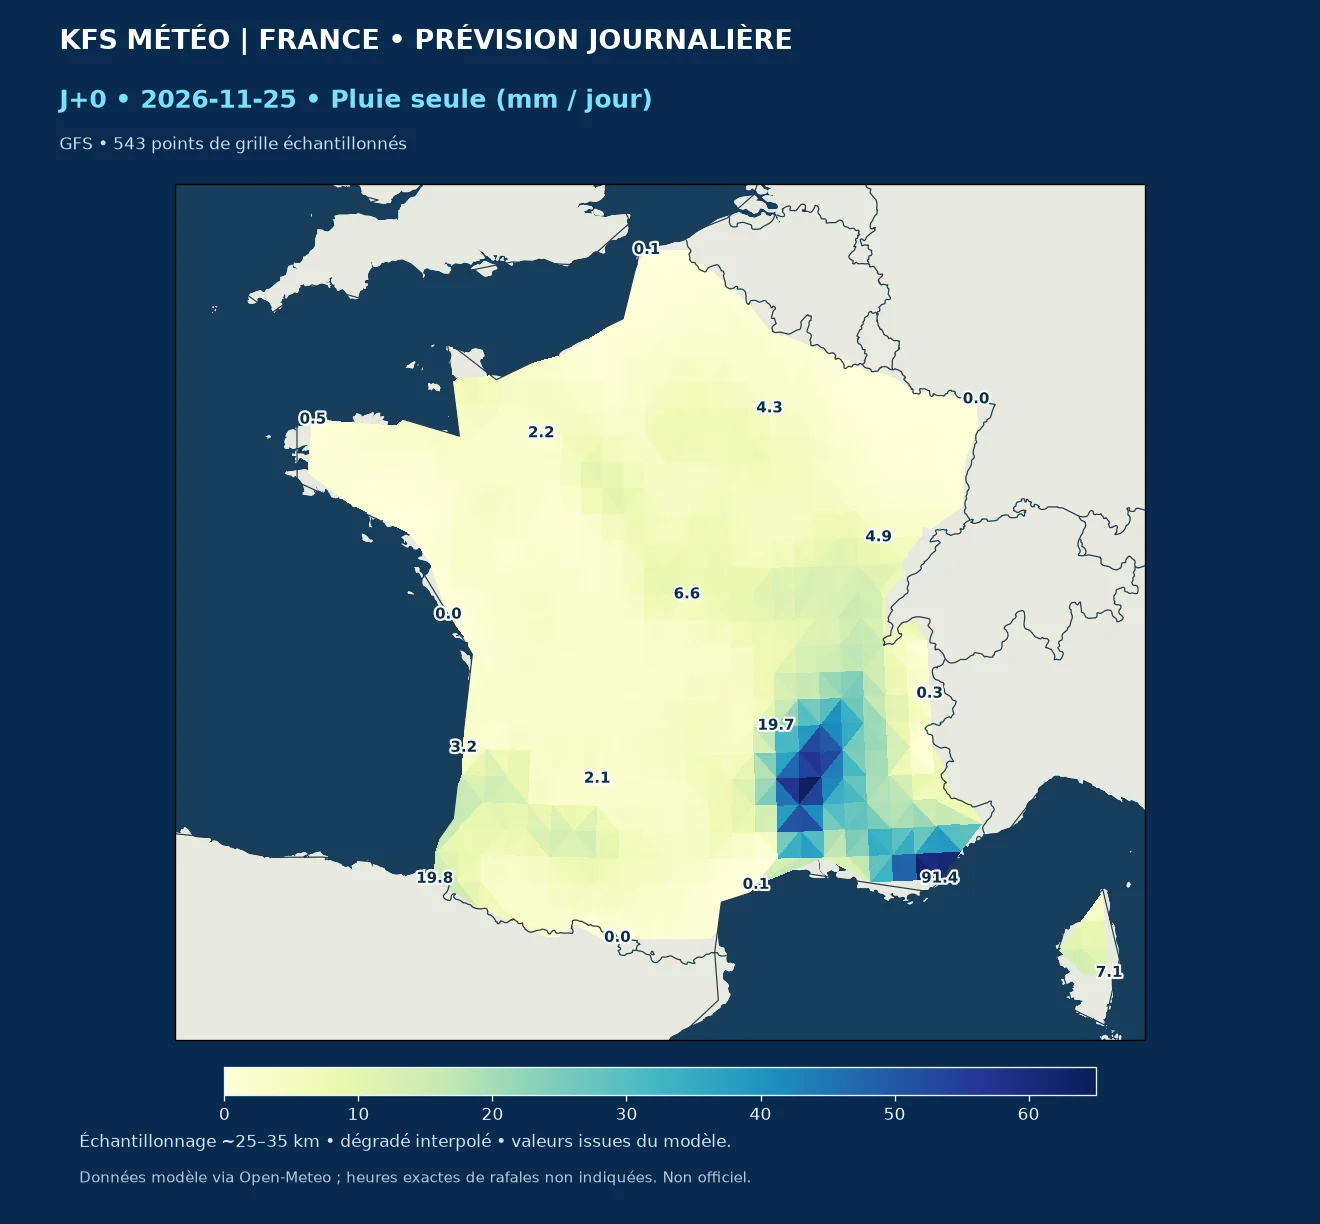 KFS MÉTÉO | FRANCE • PRÉVISION JOURNALIÈRE
J+0 • 2026-11-25 • Pluie seule (mm / jour)
GFS • 543 points de grille échantillonnés
0.1
0.0
4.3
0.5
2.2
4.9
6.6
0.0
0.3
19.7
3.2
2.1
19.8
91.4
0.1
0.0
7.1
0 10 20 30 40 50 60
Échantillonnage ~25–35 km • dégradé interpolé • valeurs issues du modèle.
Données modèle via Open-Meteo ; heures exactes de rafales non indiquées. Non officiel.